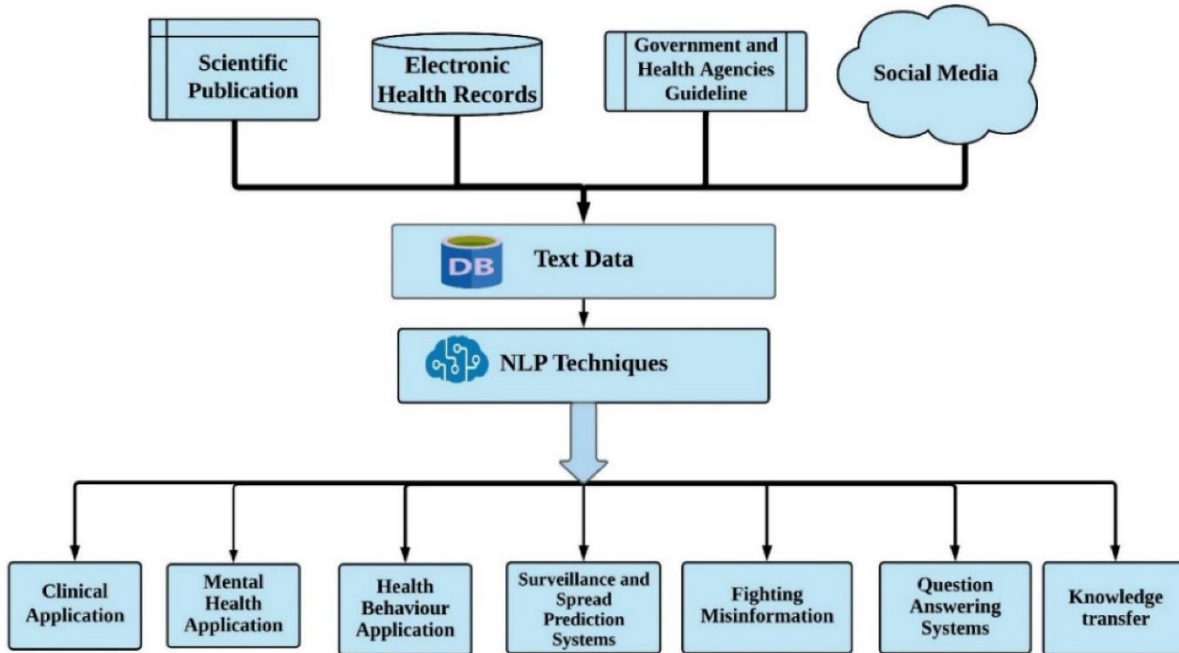 Scientific
Publication
Electronic
Health Records
Government and
Health Agencies
Guideline
Social Media
DB
Text Data
NLP Techniques
Clinical
Application
Mental
Health
Application
Health
Behaviour
Application
Surveillance and
Spread
Prediction
Systems
Fighting
Misinformation
Question
Answering
Systems
Knowledge
transfer